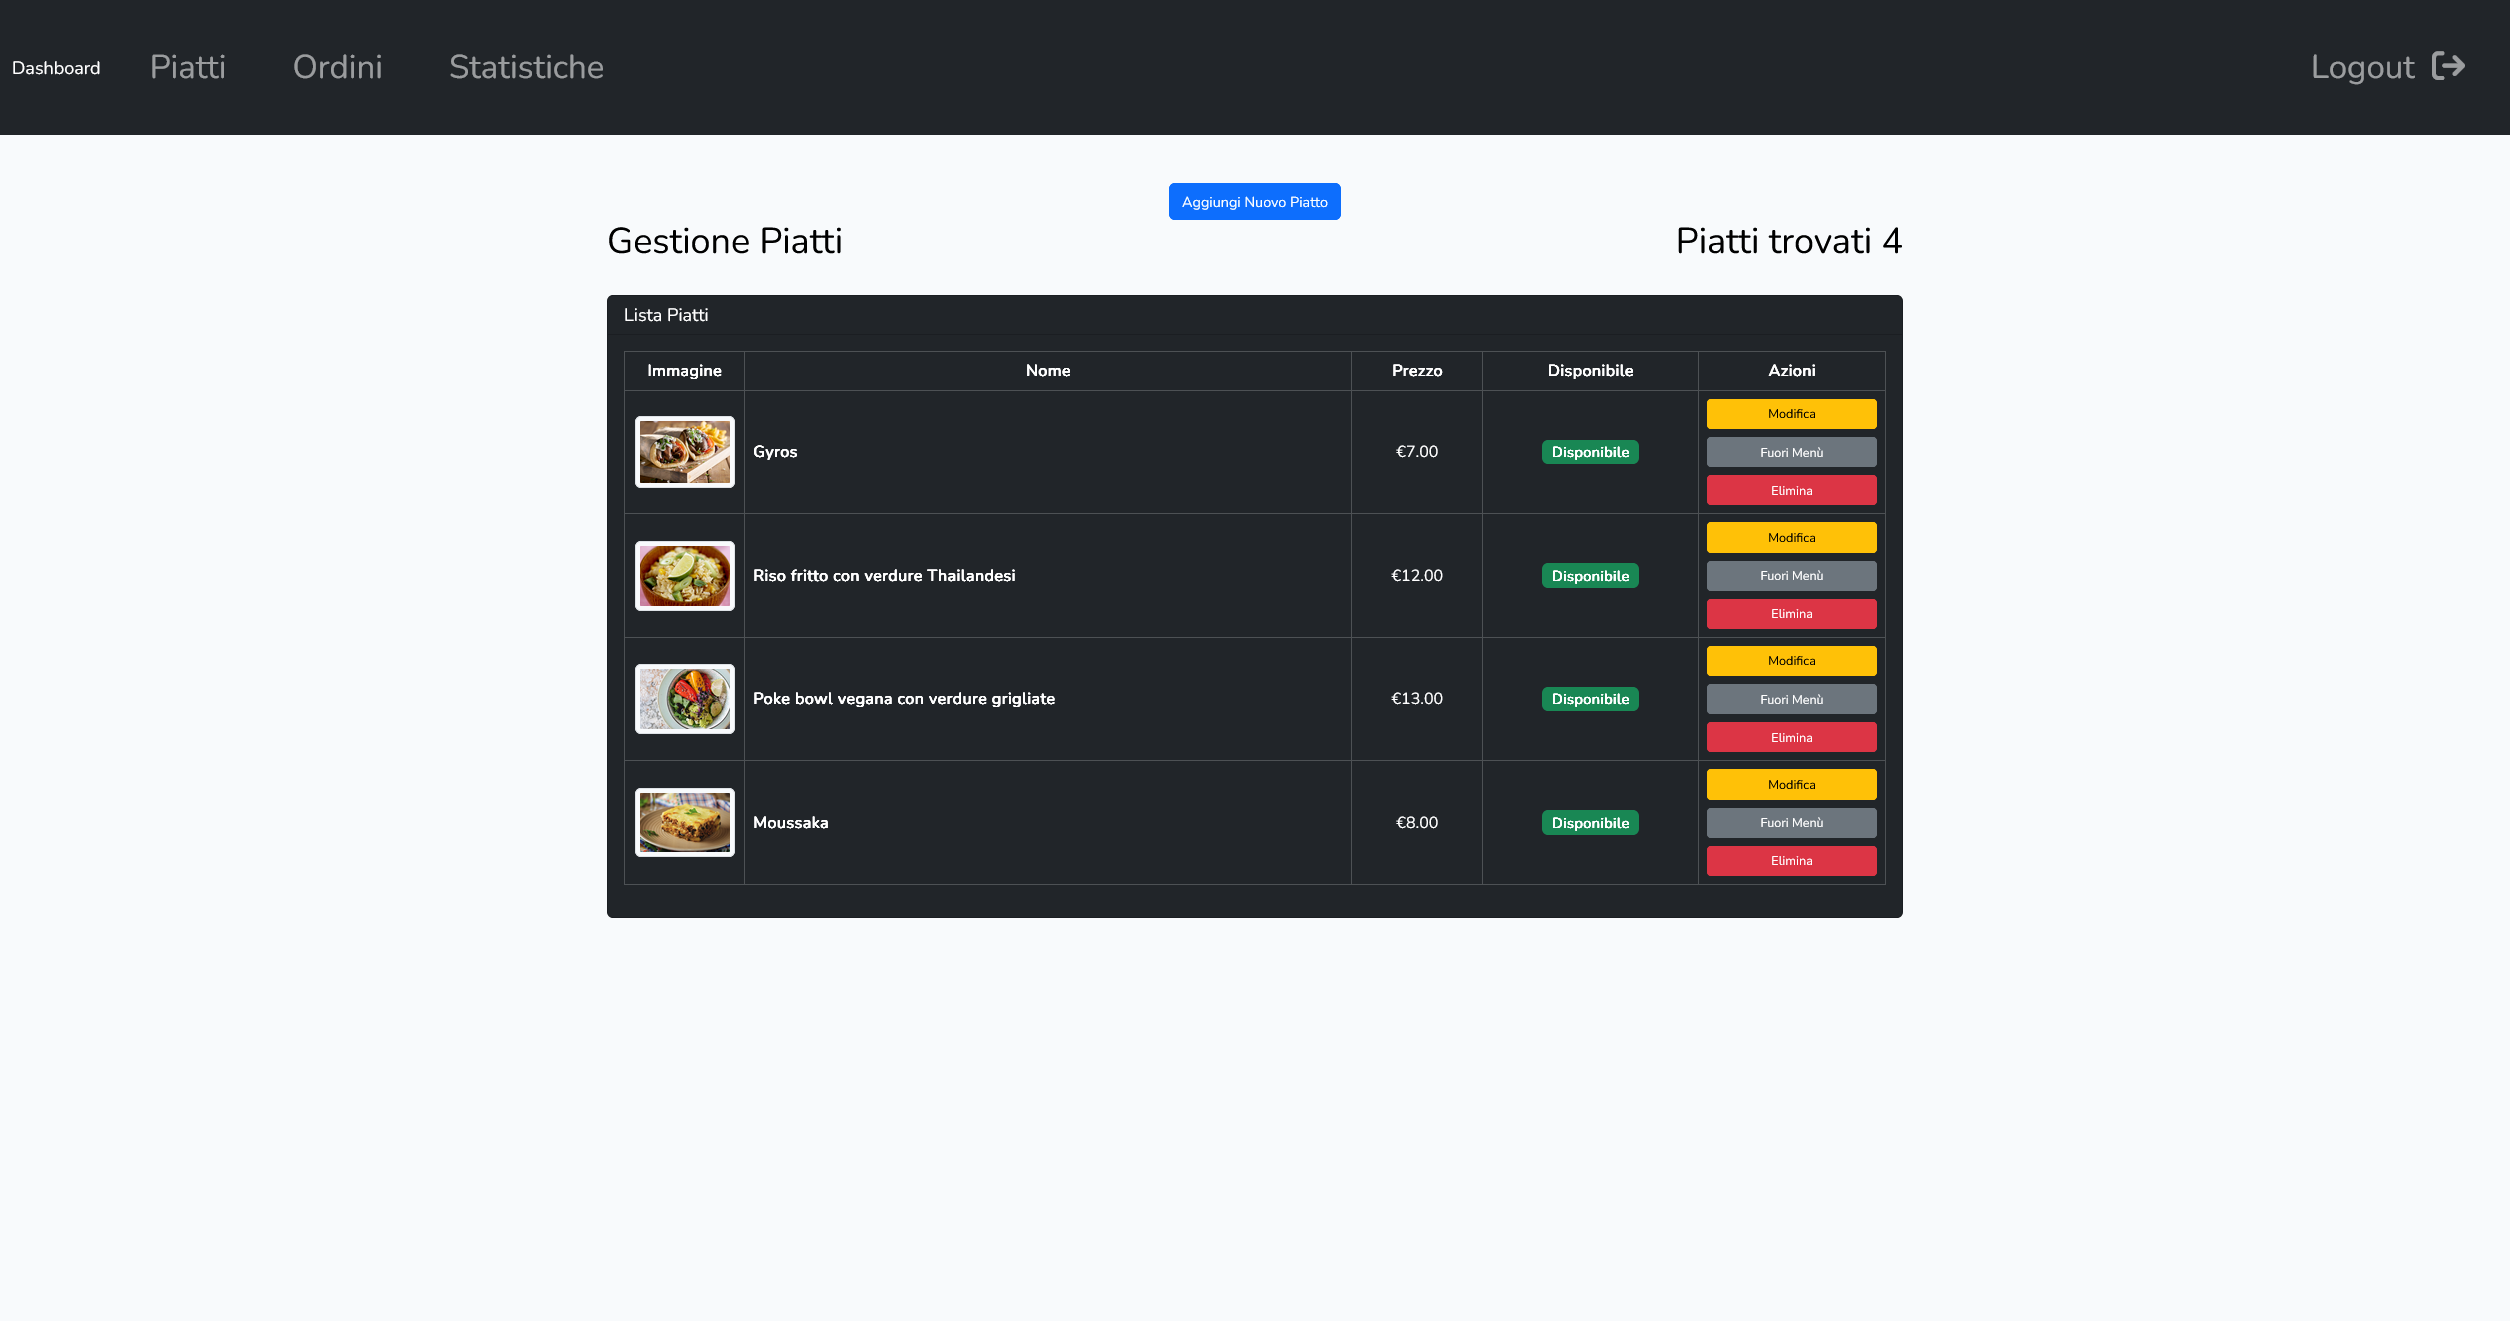 Dashboard Piatti Ordini Statistiche Logout
Aggiungi Nuovo Piatto
Gestione Piatti Piatti trovati 4
Lista Piatti
Immagine Nome Prezzo Disponibile Azioni
Gyros €7.00 Disponibile Modifica
Fuori Menù
Elimina
Riso fritto con verdure Thailandesi €12.00 Disponibile Modifica
Fuori Menù
Elimina
Poke bowl vegana con verdure grigliate €13.00 Disponibile Modifica
Fuori Menù
Elimina
Moussaka €8.00 Disponibile Modifica
Fuori Menù
Elimina